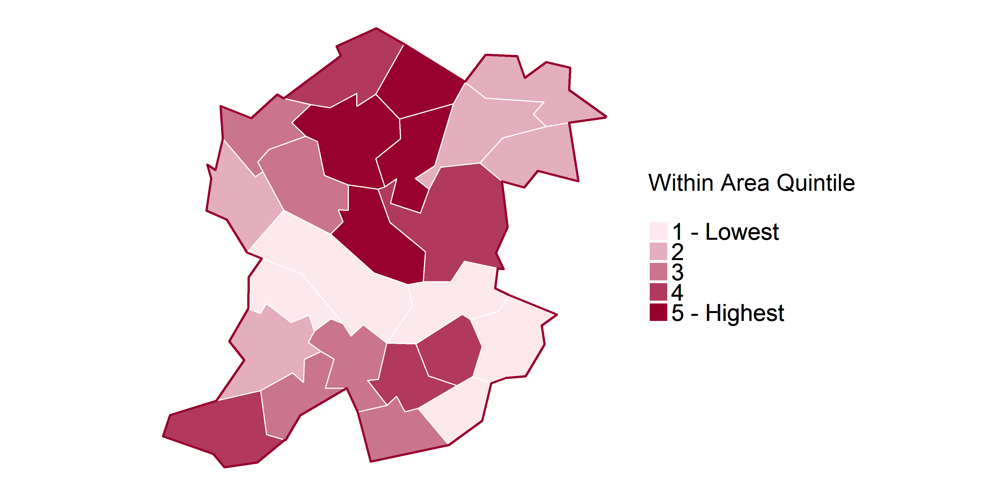 Within Area Quintile
1 - Lowest
2
3
4
5 - Highest